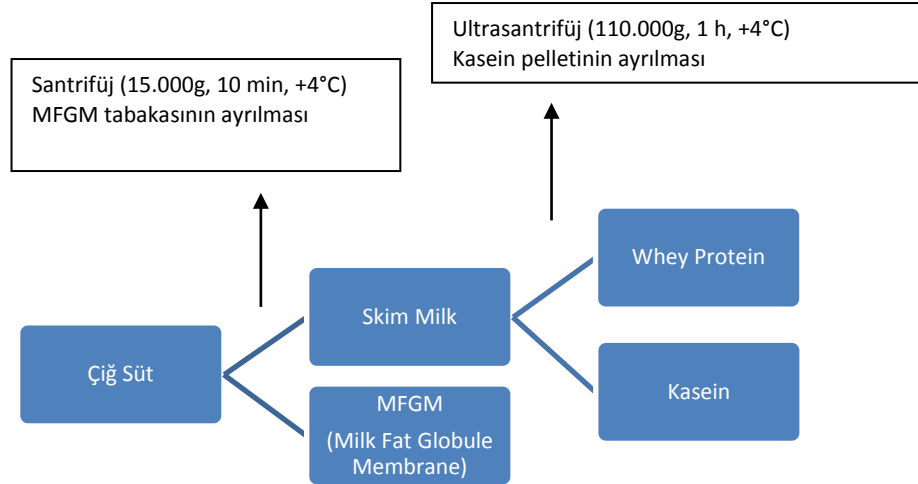 Ultrasantrifüj (110.000g, 1 h, +4°C)
Kasein pelletinin ayrılması
Santrifüj (15.000g, 10 min, +4°C)
MFGM tabakasının ayrılması
Whey Protein
Skim Milk
Çiğ Süt
Kasein
MFGM
(Milk Fat Globule
Membrane)